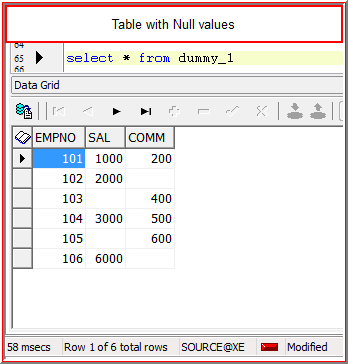 Table with Null values
64
65 select * from dummy_1
66
Data Grid
EMPNO SAL COMM
101 1000 200
102 2000
103 400
104 3000 500
105 600
106 6000
58 msecs Row 1 of 6 total rows SOURCE@XE Modified